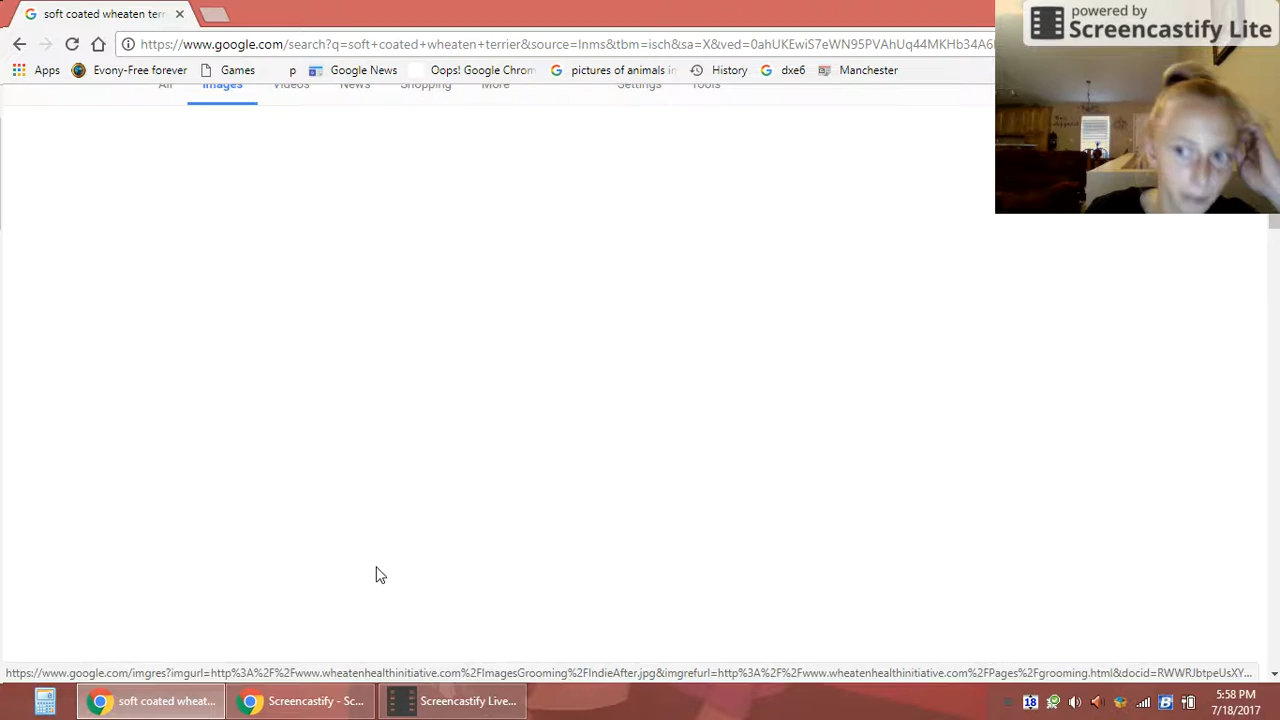 soft coated wheaten terr
powered by
Screencastify Lite
https://www.google.com/search?q=soft+coated+wheaten+terrier&source=lnms&tbm=isch&sa=X&ved=0ahUKEwiS7eWN95PVAhUq44MKHb34A6
Apps Evony-Free forever Games p Google News Oops! Google Chrom pictures of animals in History dxe6 Manchester
All Images Videos News Shopping More Settings Tools
https://www.google.com/imgres?imgurl=http%3A%2F%2Fwww.wheatenhealthinitiative.com%2FImagesGrooming%2FIndieAfter.jpg&imgrefurl=http%3A%2F%2Fwww.wheatenhealthinitiative.com%2FPages%2Fgrooming.html&docid=RWWRJbtpeUsXY...
soft coated wheat... Screencastify - Sc... Screencastify Live... 18 5:58 PM
7/18/2017